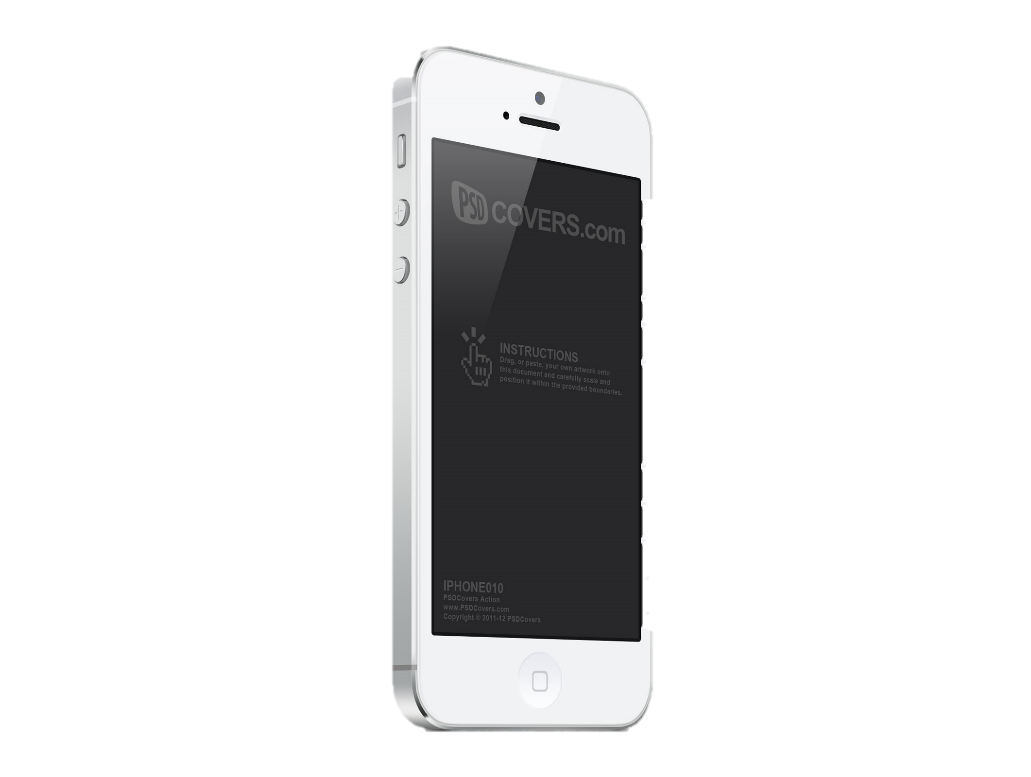 PSD COVERS.com
INSTRUCTIONS
Drag, or paste, your own artwork onto
this document and carefully scale and
position it within the provided boundaries.
IPHONE010
PSDCovers Action
www.PSDCovers.com
Copyright © 2011-12 PSDCovers